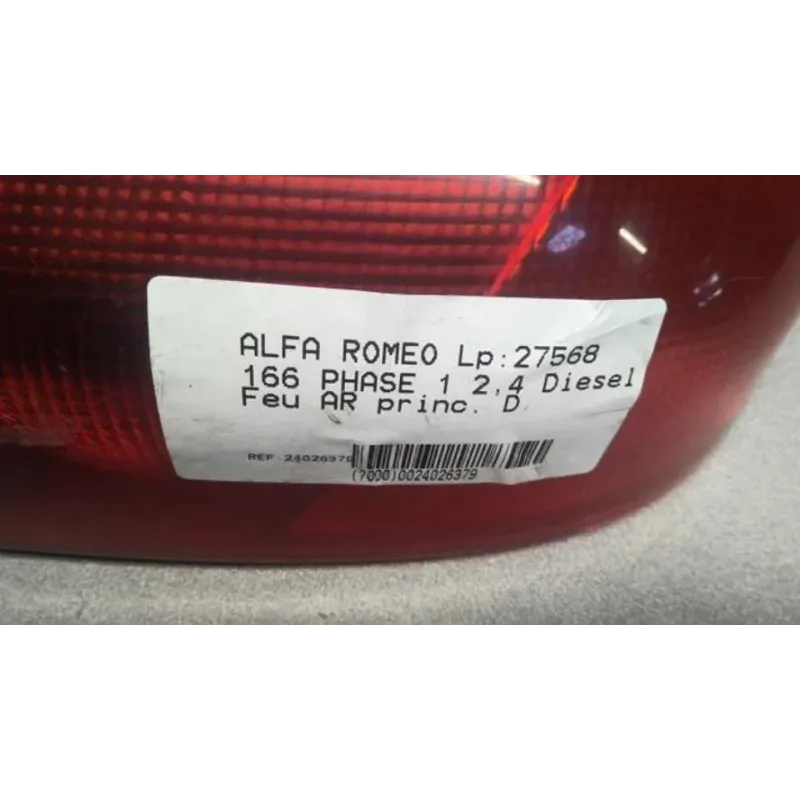 ALFA ROMEO Lp:27568
166 PHASE 1 2,4 Diesel
Feu AR princ. D.
REF.24026379
(7000)0024026379